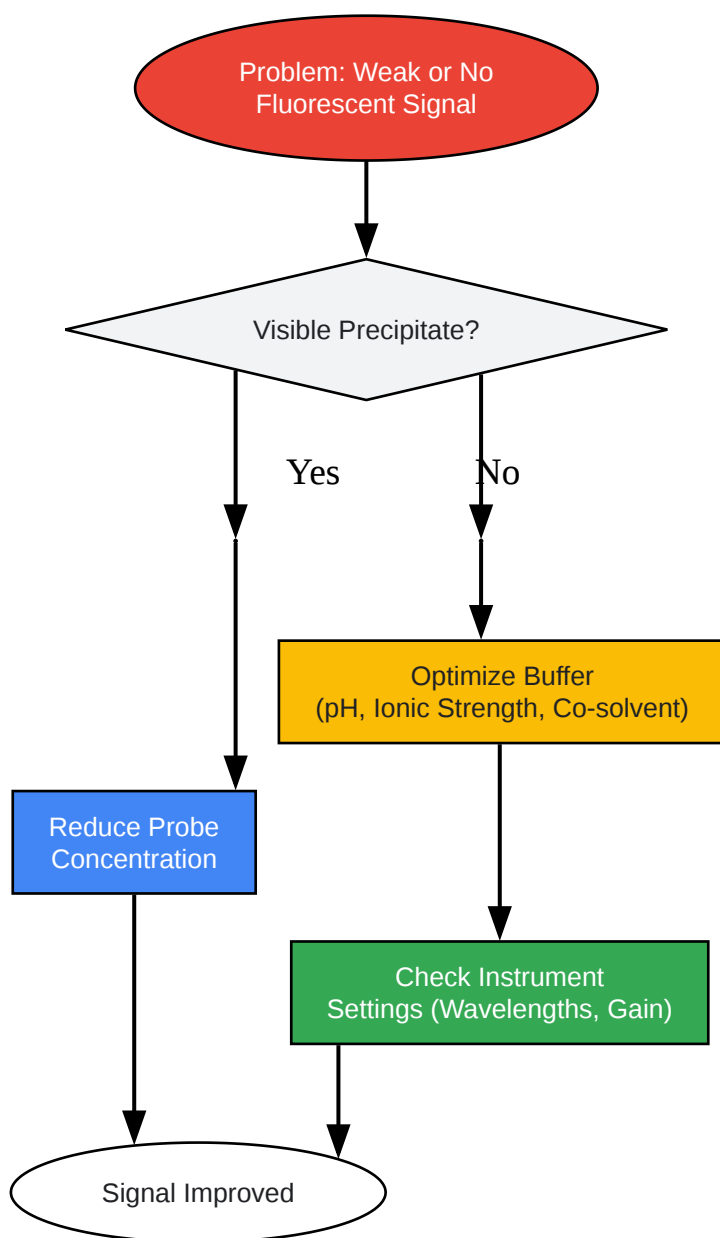 Problem: Weak or No
Fluorescent Signal
Visible Precipitate?
Yes
No
Optimize Buffer
(pH, Ionic Strength, Co-solvent)
Reduce Probe
Concentration
Check Instrument
Settings (Wavelengths, Gain)
Signal Improved